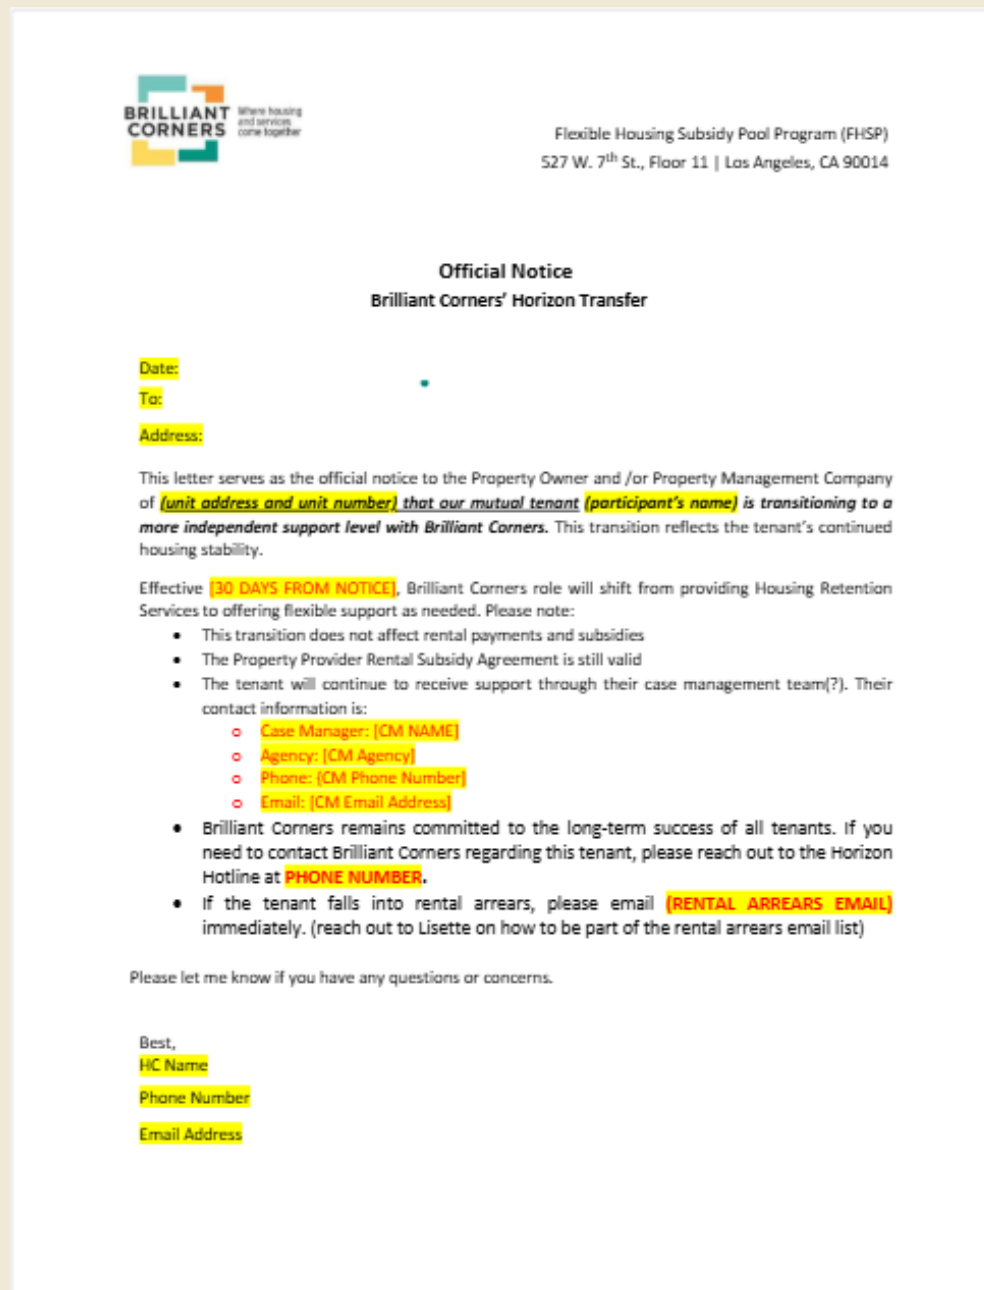 BRILLIANT
CORNERS
Where housing
and services
come together
Flexible Housing Subsidy Pool Program (FHSP)
527 W. 7th St., Floor 11 | Los Angeles, CA 90014
Official Notice
Brilliant Corners’ Horizon Transfer
Date:
To:
Address:
This letter serves as the official notice to the Property Owner and /or Property Management Company
of (unit address and unit number) that our mutual tenant (participant’s name) is transitioning to a
more independent support level with Brilliant Corners. This transition reflects the tenant’s continued
housing stability.
Effective [30 DAYS FROM NOTICE], Brilliant Corners role will shift from providing Housing Retention
Services to offering flexible support as needed. Please note:
• This transition does not affect rental payments and subsidies
• The Property Provider Rental Subsidy Agreement is still valid
• The tenant will continue to receive support through their case management team(?). Their
contact information is:
o Case Manager: [CM NAME]
o Agency: [CM Agency]
o Phone: {CM Phone Number]
o Email: [CM Email Address]
• Brilliant Corners remains committed to the long-term success of all tenants. If you
need to contact Brilliant Corners regarding this tenant, please reach out to the Horizon
Hotline at PHONE NUMBER.
• If the tenant falls into rental arrears, please email (RENTAL ARREARS EMAIL)
immediately. (reach out to Lisette on how to be part of the rental arrears email list)
Please let me know if you have any questions or concerns.
Best,
HC Name
Phone Number
Email Address